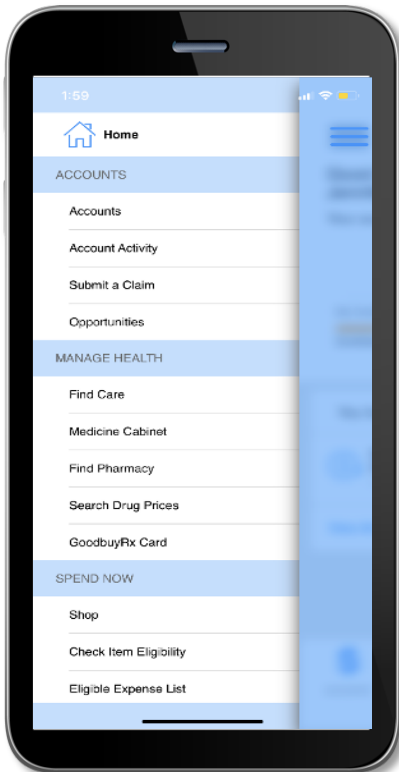 1:59
Home
ACCOUNTS
Accounts
Account Activity
Submit a Claim
Opportunities
MANAGE HEALTH
Find Care
Medicine Cabinet
Find Pharmacy
Search Drug Prices
GoodbuyRx Card
SPEND NOW
Shop
Check Item Eligibility
Eligible Expense List